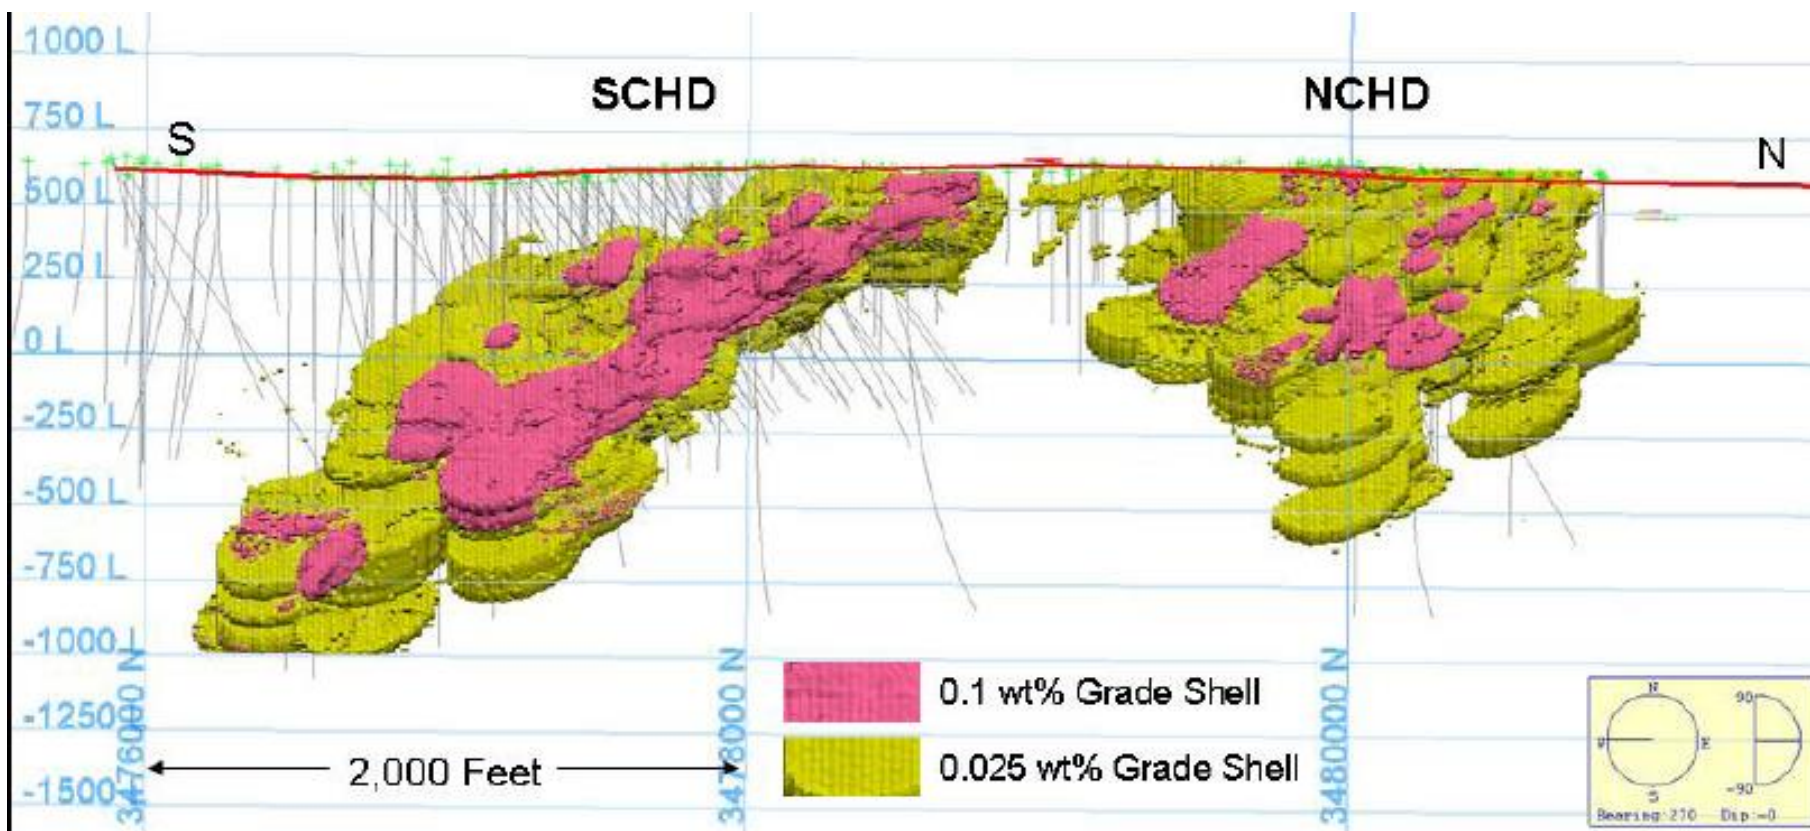 1000 L
SCHD
NCHD
750 L
S
N
500 L
250 L
0 L
-250 L
-500 L
-750 L
-1000 L
-1250
-1500
3476000 N
3478000 N
3480000 N
2,000 Feet
0.1 wt% Grade Shell
0.025 wt% Grade Shell
N
90
S
-90
Bearing:270 Dip:-0